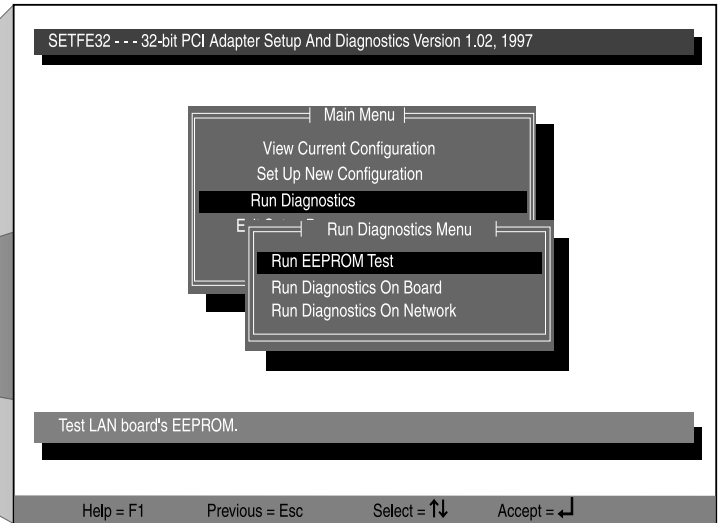 SETFE32 - - - 32-bit PCI Adapter Setup And Diagnostics Version 1.02, 1997
Main Menu
View Current Configuration
Set Up New Configuration
Run Diagnostics
Run Diagnostics Menu
Run EEPROM Test
Run Diagnostics On Board
Run Diagnostics On Network
Test LAN board's EEPROM.
Help = F1 Previous = Esc Select = ↑↓ Accept = ↵